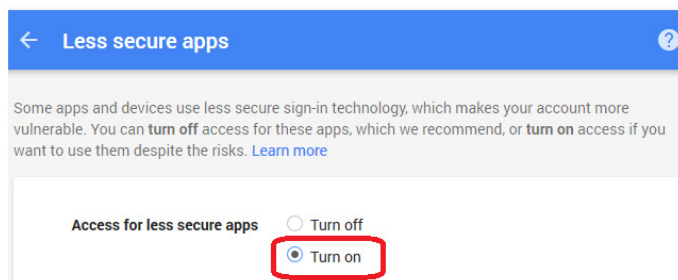 Less secure apps
Some apps and devices use less secure sign-in technology, which makes your account more
vulnerable. You can turn off access for these apps, which we recommend, or turn on access if you
want to use them despite the risks. Learn more
Access for less secure apps
Turn off
Turn on